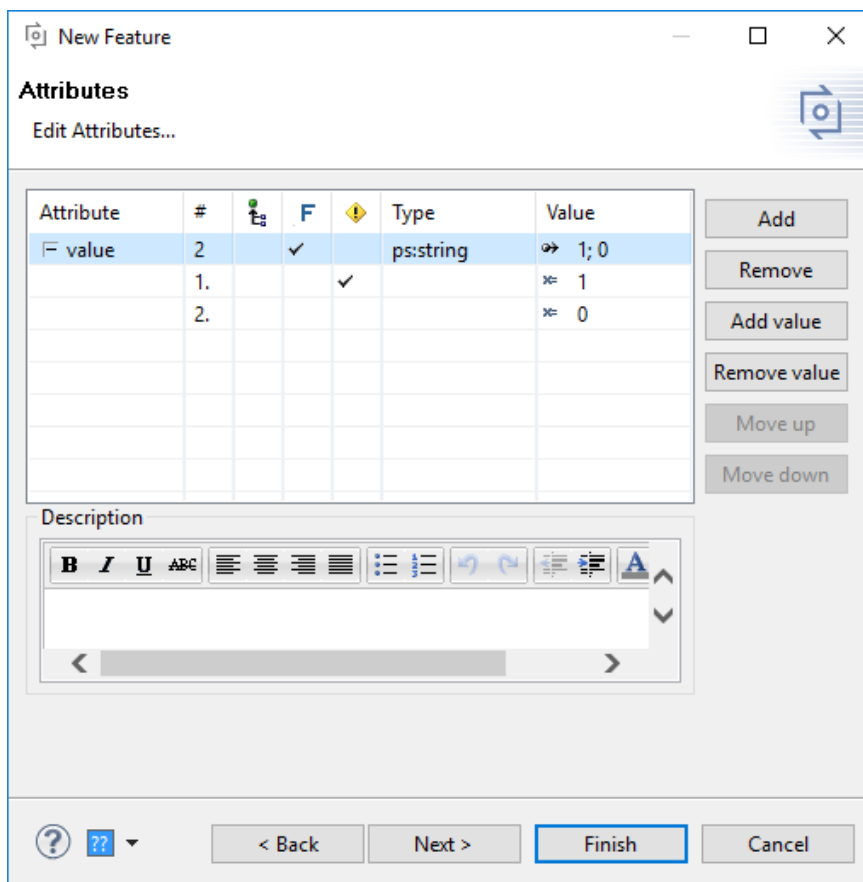 New Feature
Attributes
Edit Attributes...
Attribute # F Type Value
value 2 ps:string 1; 0
1. 1
2. 0
Add
Remove
Add value
Remove value
Move up
Move down
Description
B I U ABC A
?? < Back Next > Finish Cancel